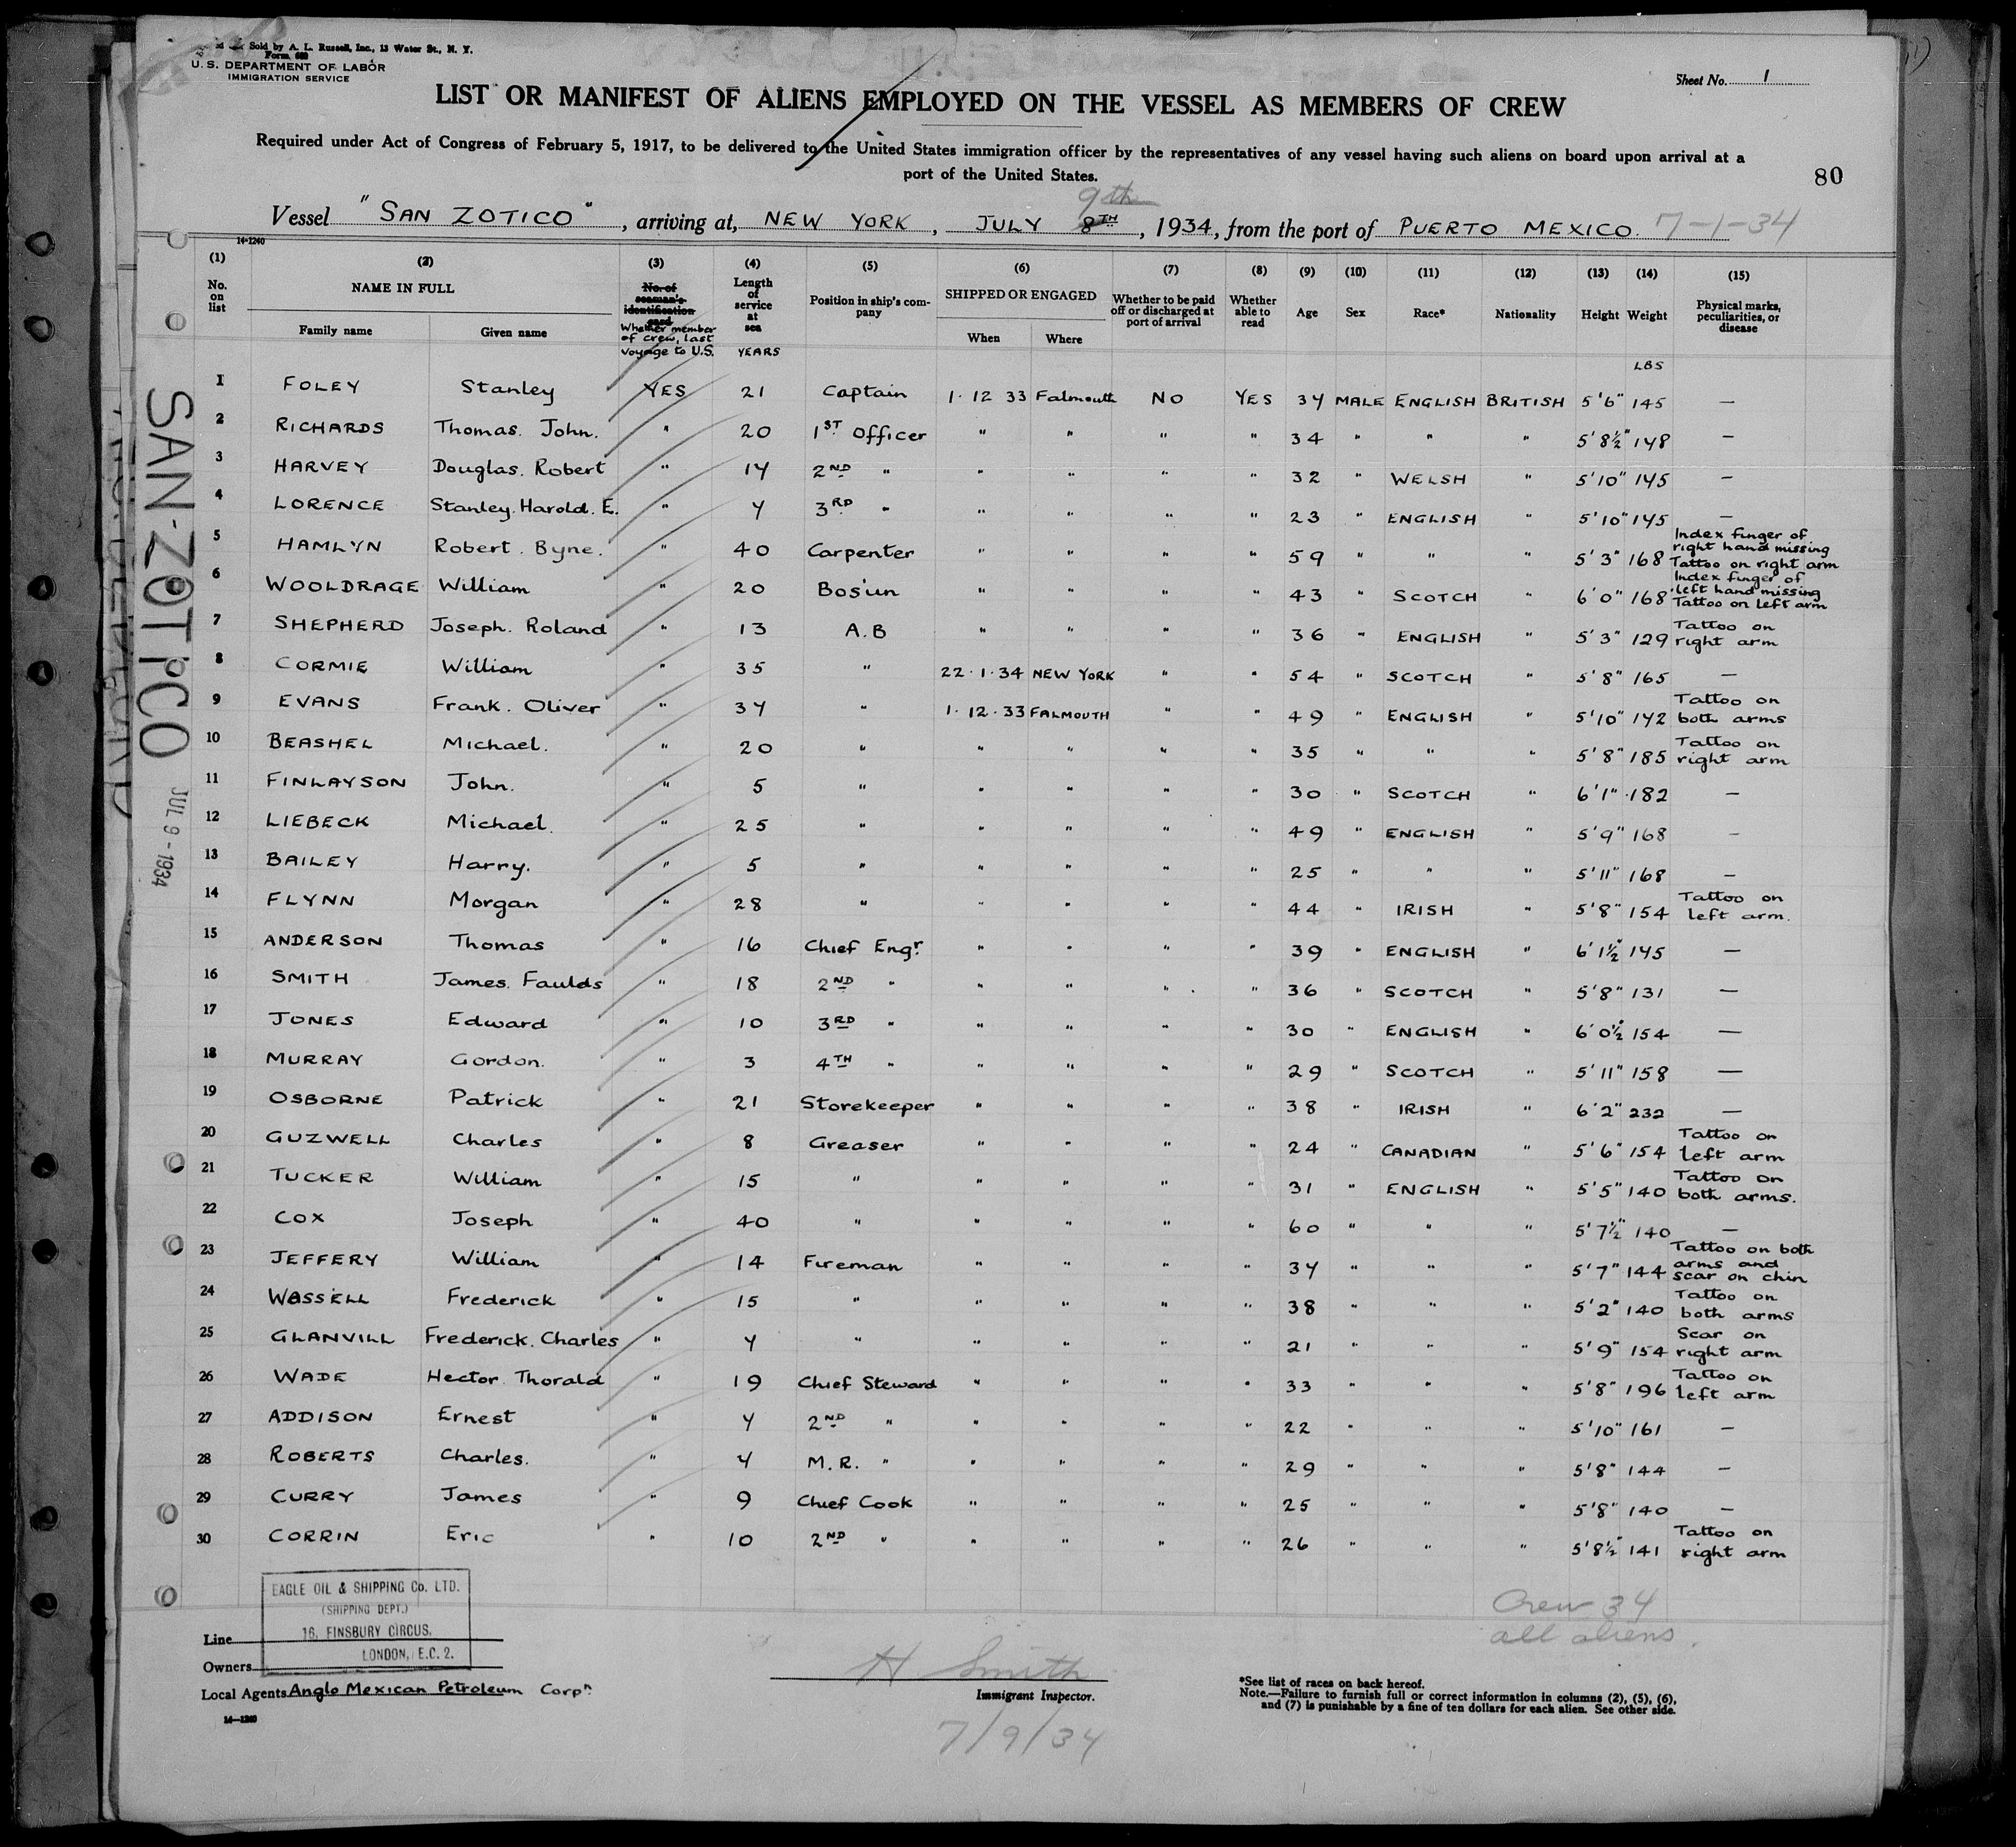 Sold by A. L. Russell, Inc., 13 Water St., N. Y.
U. S. DEPARTMENT OF LABOR
IMMIGRATION SERVICE
Sheet No. 1
LIST OR MANIFEST OF ALIENS EMPLOYED ON THE VESSEL AS MEMBERS OF CREW
Required under Act of Congress of February 5, 1917, to be delivered to the United States immigration officer by the representatives of any vessel having such aliens on board upon arrival at a
port of the United States.
80
9th
Vessel "SAN ZOTICO", arriving at, NEW YORK, JULY 8TH, 1934, from the port of PUERTO MEXICO. 7-1-34
14-1240
(1) (2) (3) (4) (5) (6) (7) (8) (9) (10) (11) (12) (13) (14) (15)
No. on list
NAME IN FULL
Family name Given name
No. of seaman's identification card
Whether member of crew, last voyage to U.S.
Length of service at sea
YEARS
Position in ship's company
SHIPPED OR ENGAGED
When Where
Whether to be paid off or discharged at port of arrival
Whether able to read
Age Sex Race* Nationality Height Weight
Physical marks, peculiarities, or disease
LBS
1 FOLEY Stanley YES 21 Captain 1·12 33 Falmouth NO YES 34 MALE ENGLISH BRITISH 5'6" 145 —
2 RICHARDS Thomas. John. " 20 1ST Officer " " " " 34 " " " 5'8½" 148 —
3 HARVEY Douglas. Robert " 14 2ND " " " " " 32 " WELSH " 5'10" 145 —
4 LORENCE Stanley. Harold. E. " 4 3RD " " " " " 23 " ENGLISH " 5'10" 145 —
5 HAMLYN Robert. Byne. " 40 Carpenter " " " " 59 " " " 5'3" 168 Index finger of right hand missing Tattoo on right arm
6 WOOLDRAGE William " 20 Bos'un " " " " 43 " SCOTCH " 6'0" 168 Index finger of left hand missing Tattoo on left arm
7 SHEPHERD Joseph. Roland " 13 A.B " " " " 36 " ENGLISH " 5'3" 129 Tattoo on right arm
8 CORMIE William " 35 " 22·1·34 NEW YORK " " 54 " SCOTCH " 5'8" 165 —
9 EVANS Frank. Oliver " 34 " 1·12·33 FALMOUTH " " 49 " ENGLISH " 5'10" 142 Tattoo on both arms
10 BEASHEL Michael. " 20 " " " " " 35 " " " 5'8" 185 Tattoo on right arm
11 FINLAYSON John. " 5 " " " " " 30 " SCOTCH " 6'1" 182 —
12 LIEBECK Michael. " 25 " " " " " 49 " ENGLISH " 5'9" 168 —
13 BAILEY Harry. " 5 " " " " " 25 " " " 5'11" 168 —
14 FLYNN Morgan " 28 " " " " " 44 " IRISH " 5'8" 154 Tattoo on left arm.
15 ANDERSON Thomas " 16 Chief Engr " " " " 39 " ENGLISH " 6'1½" 145 —
16 SMITH James. Faulds " 18 2ND " " " " " 36 " SCOTCH " 5'8" 131 —
17 JONES Edward " 10 3RD " " " " " 30 " ENGLISH " 6'0½" 154 —
18 MURRAY Gordon. " 3 4TH " " " " " 29 " SCOTCH " 5'11" 158 —
19 OSBORNE Patrick " 21 Storekeeper " " " " 38 " IRISH " 6'2" 232 —
20 GUZWELL Charles " 8 Greaser " " " " 24 " CANADIAN " 5'6" 154 Tattoo on left arm
21 TUCKER William " 15 " " " " " 31 " ENGLISH " 5'5" 140 Tattoo on both arms.
22 COX Joseph " 40 " " " " " 60 " " " 5'7½" 140 —
23 JEFFERY William " 14 Fireman " " " " 34 " " " 5'7" 144 Tattoo on both arms and scar on chin
24 WASSELL Frederick " 15 " " " " " 38 " " " 5'2" 140 Tattoo on both arms
25 GLANVILL Frederick. Charles " 4 " " " " " 21 " " " 5'9" 154 Scar on right arm
26 WADE Hector. Thorald " 19 Chief Steward " " " " 33 " " " 5'8" 196 Tattoo on left arm
27 ADDISON Ernest " 4 2ND " " " " " 22 " " " 5'10" 161 —
28 ROBERTS Charles. " 4 M.R. " " " " " 29 " " " 5'8" 144 —
29 CURRY James " 9 Chief Cook " " " " 25 " " " 5'8" 140 —
30 CORRIN Eric " 10 2ND " " " " " 26 " " " 5'8½" 141 Tattoo on right arm
SAN-ZOTICO
JUL 9 - 1934
Crew 34
all aliens.
EAGLE OIL & SHIPPING Co. LTD.
(SHIPPING DEPT.)
16, FINSBURY CIRCUS,
LONDON, E.C. 2.
Line
Owners
Local Agents Anglo Mexican Petroleum Corpn.
14—1240
H Smith
Immigrant Inspector.
7/9/34
*See list of races on back hereof.
Note.—Failure to furnish full or correct information in columns (2), (5), (6),
and (7) is punishable by a fine of ten dollars for each alien. See other side.